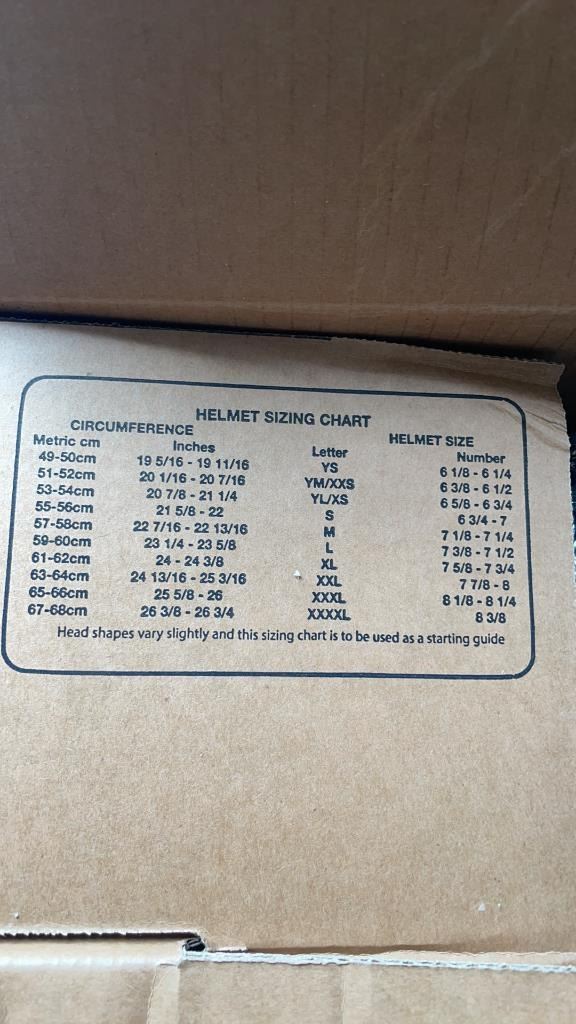 HELMET SIZING CHART
CIRCUMFERENCE HELMET SIZE
Metric cm Inches Letter Number
49-50cm 19 5/16 - 19 11/16 YS 6 1/8 - 6 1/4
51-52cm 20 1/16 - 20 7/16 YM/XXS 6 3/8 - 6 1/2
53-54cm 20 7/8 - 21 1/4 YL/XS 6 5/8 - 6 3/4
55-56cm 21 5/8 - 22 S 6 3/4 - 7
57-58cm 22 7/16 - 22 13/16 M 7 1/8 - 7 1/4
59-60cm 23 1/4 - 23 5/8 L 7 3/8 - 7 1/2
61-62cm 24 - 24 3/8 XL 7 5/8 - 7 3/4
63-64cm 24 13/16 - 25 3/16 XXL 7 7/8 - 8
65-66cm 25 5/8 - 26 XXXL 8 1/8 - 8 1/4
67-68cm 26 3/8 - 26 3/4 XXXXL 8 3/8
Head shapes vary slightly and this sizing chart is to be used as a starting guide